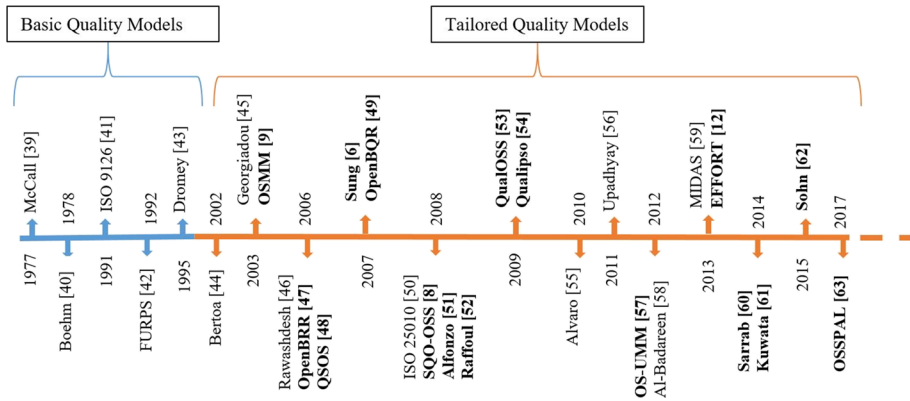 Basic Quality Models
Tailored Quality Models
McCall [39]
1977
1978
Boehm [40]
ISO 9126 [41]
1991
1992
FURPS [42]
Dromey [43]
1995
2002
Bertoa [44]
Georgiadou [45]
OSMM [9]
2003
2006
Rawashdesh [46]
OpenBRR [47]
QSOS [48]
Sung [6]
OpenBQR [49]
2007
2008
ISO 25010 [50]
SQO-OSS [8]
Alfonzo [51]
Raffoul [52]
QualOSS [53]
Qualipso [54]
2009
2010
Alvaro [55]
Upadhyay [56]
2011
2012
OS-UMM [57]
Al-Badareen [58]
MIDAS [59]
EFFORT [12]
2013
2014
Sarrab [60]
Kuwata [61]
Sohn [62]
2015
2017
OSSPAL [63]